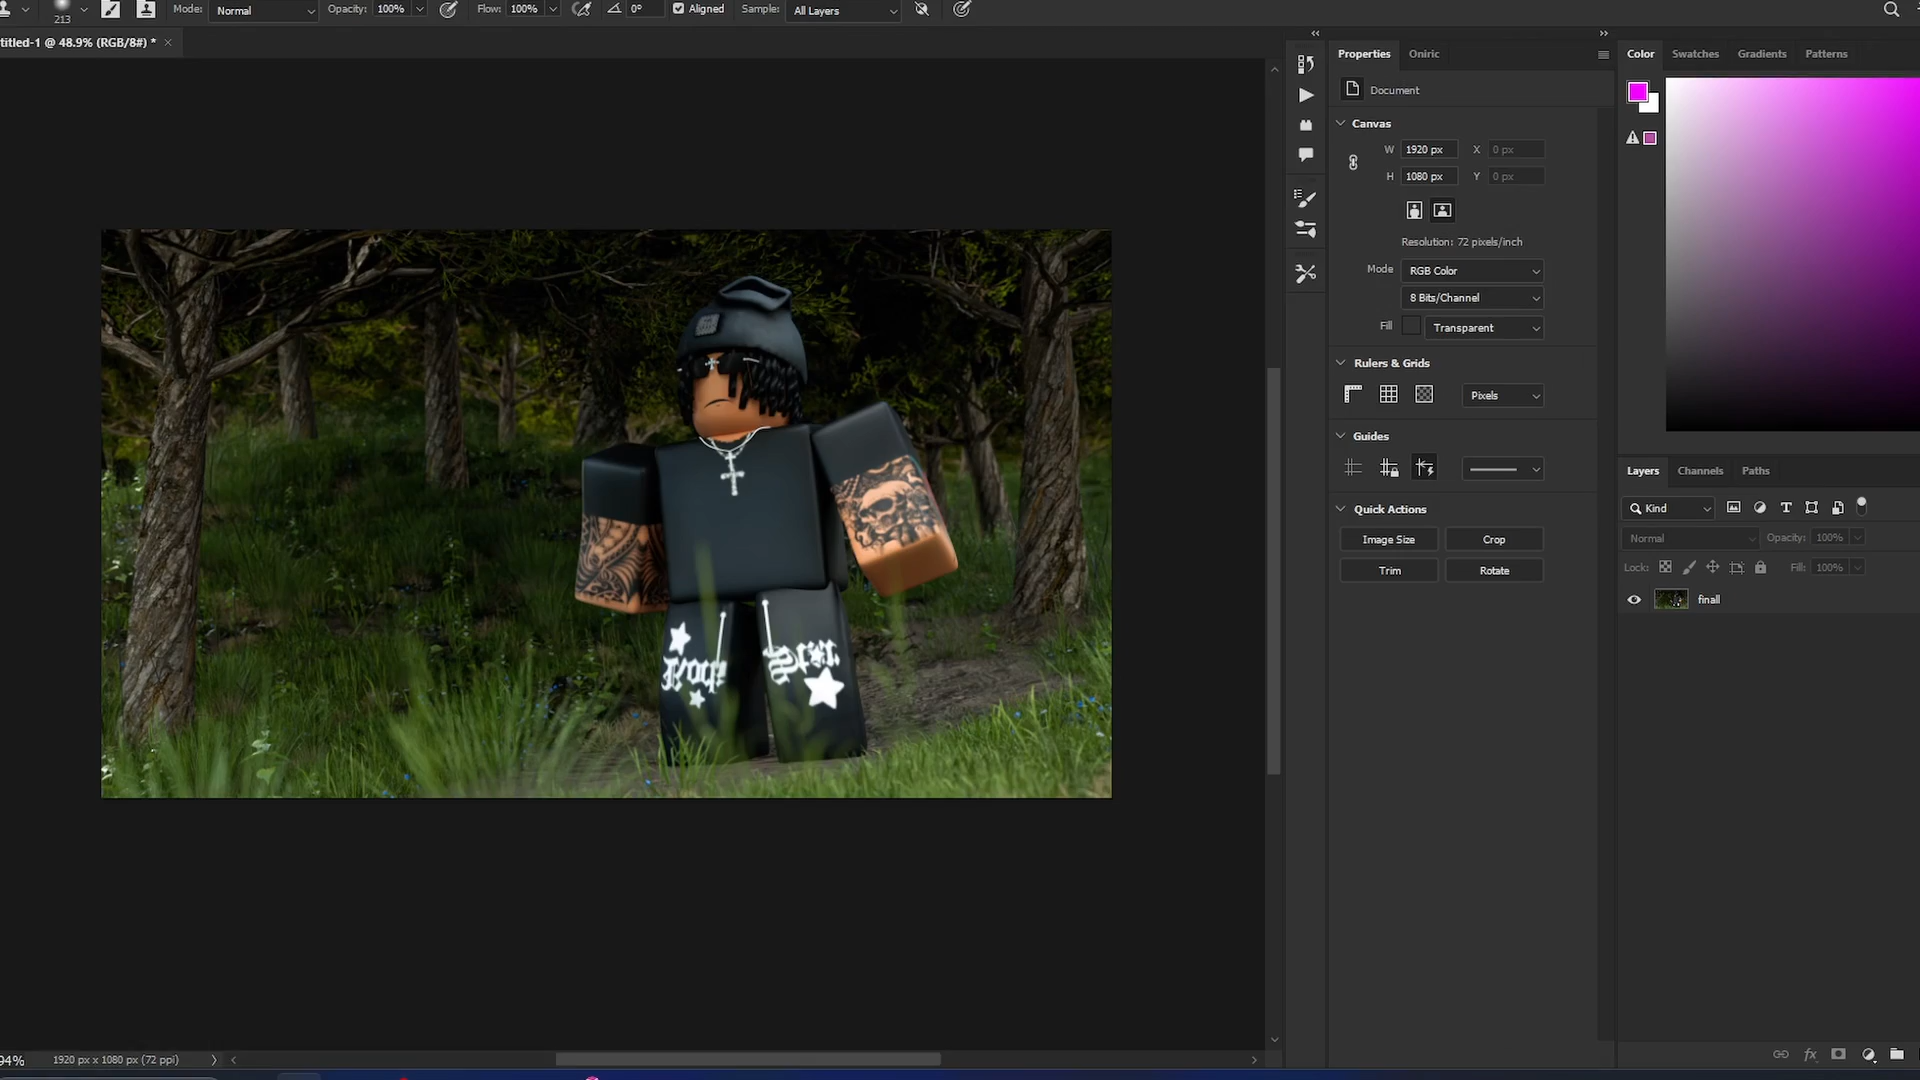 213
Mode: Normal Opacity: 100% Flow: 100% 0° Aligned Sample: All Layers
titled-1 @ 48.9% (RGB/8#) *
Properties Oniric
Document
Canvas
W 1920 px X 0 px
H 1080 px Y 0 px
Resolution: 72 pixels/inch
Mode RGB Color
8 Bits/Channel
Fill Transparent
Rulers & Grids
Pixels
Guides
Quick Actions
Image Size Crop
Trim Rotate
Color Swatches Gradients Patterns
Layers Channels Paths
Kind
Normal Opacity: 100%
Lock: Fill: 100%
finall
94% 1920 px x 1080 px (72 ppi)
fx